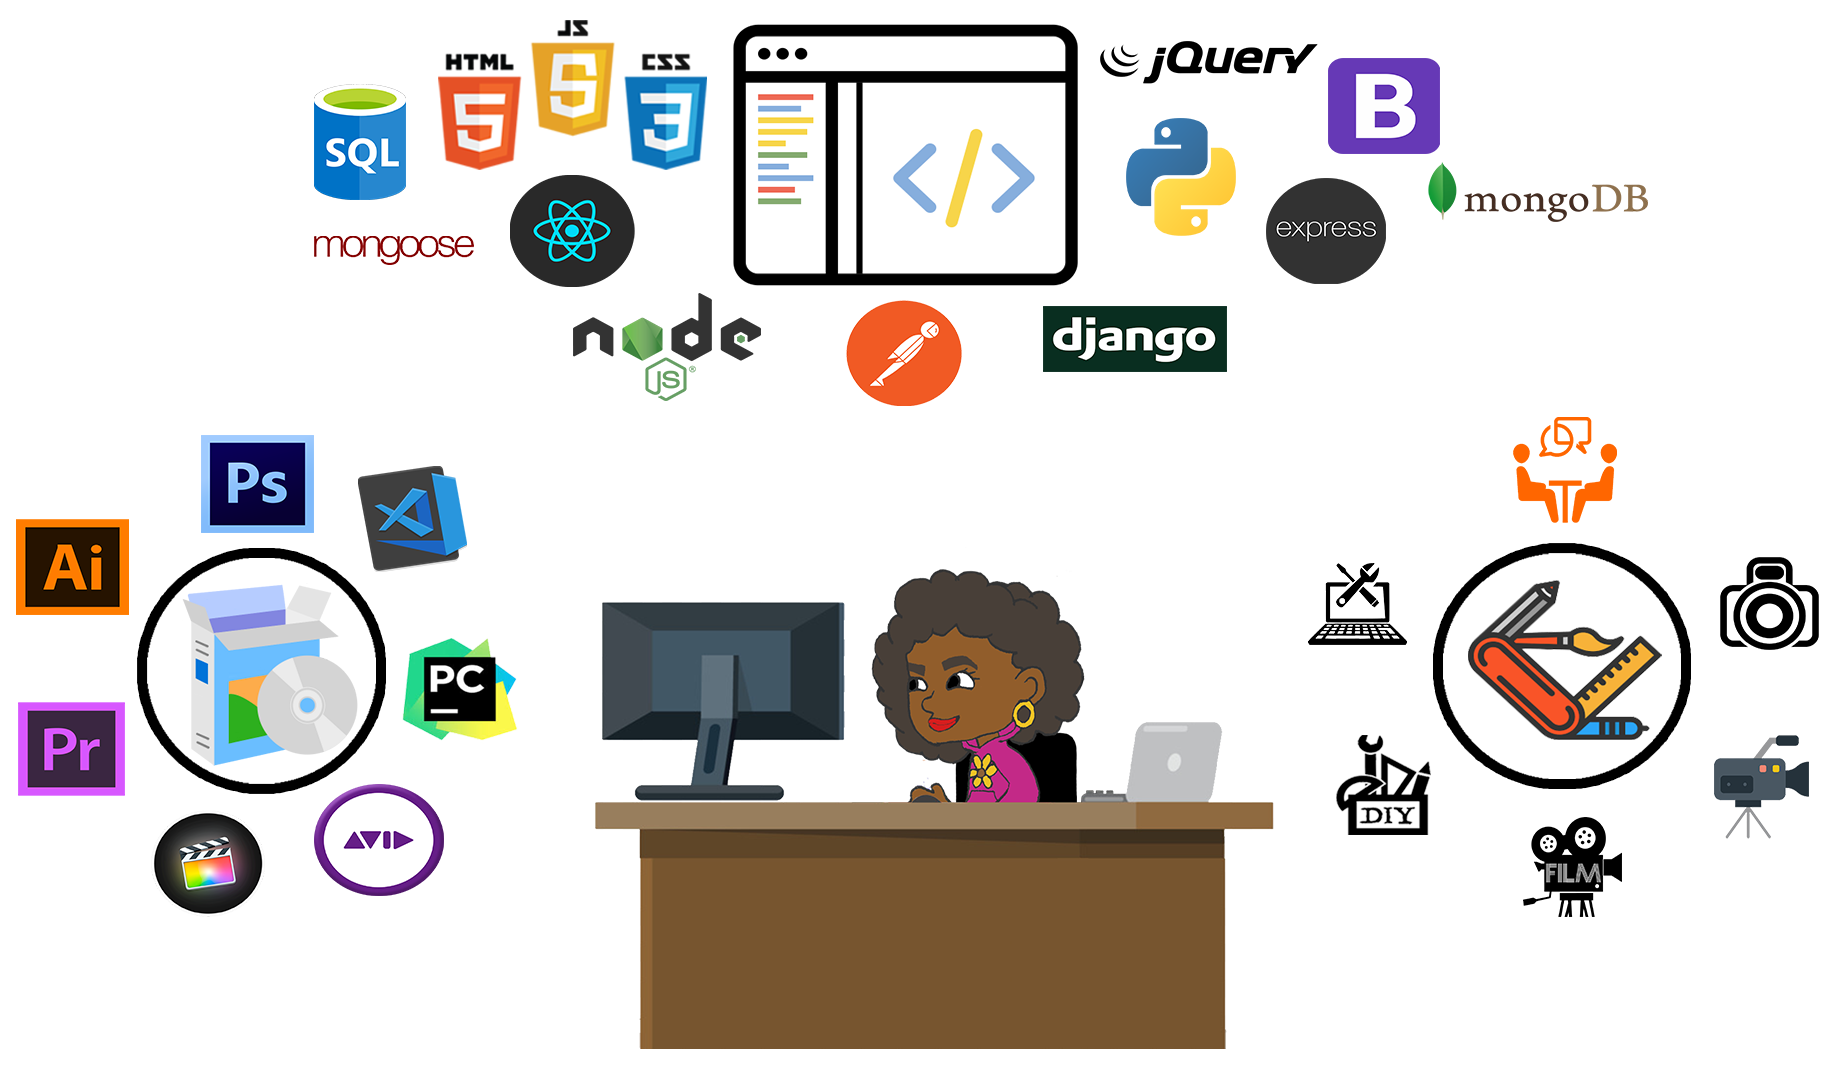 JS
HTML
CSS
SQL
jQuery
B
mongoDB
mongoose
express
</>
node
JS
®
django
Ps
Ai
PC
Pr
AVID
DIY
FILM